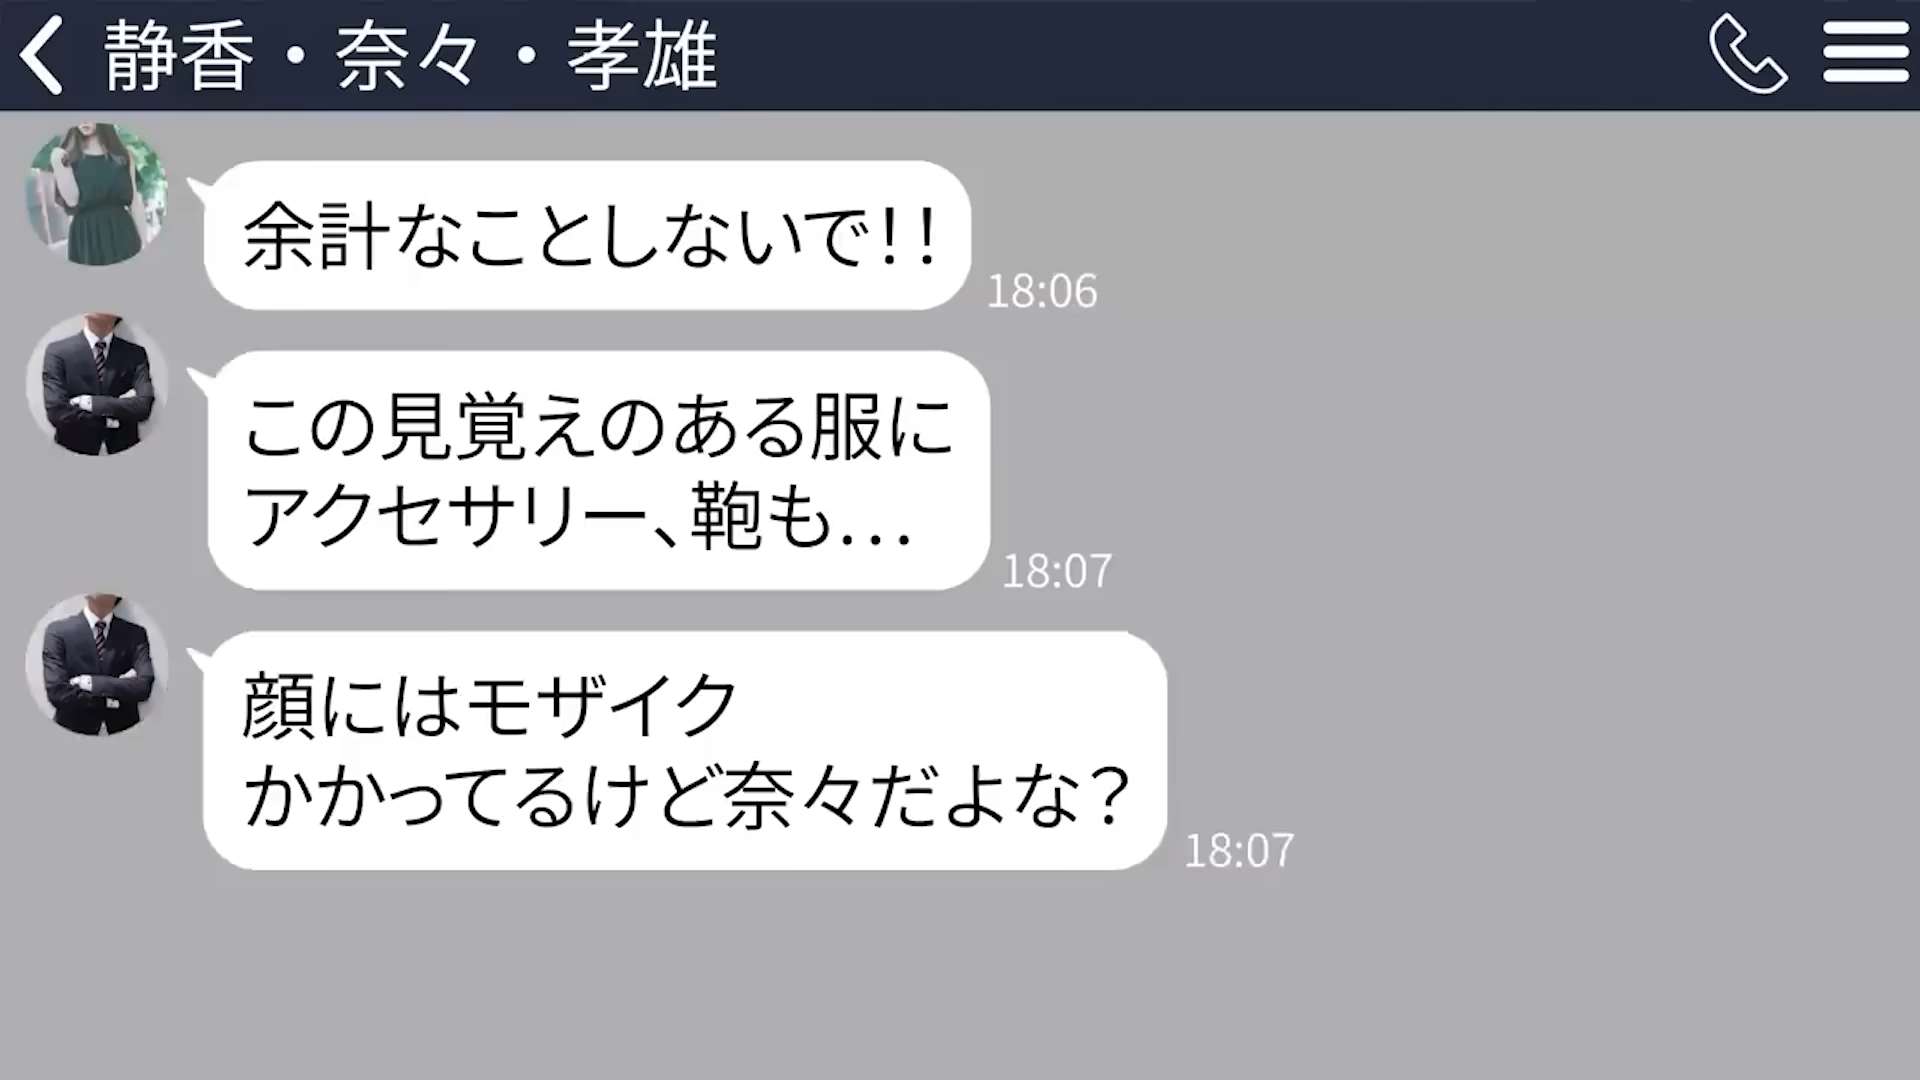 静香・奈々・孝雄
余計なことしないで！！
18:06
この見覚えのある服に
アクセサリー、鞄も…
18:07
顔にはモザイク
かかってるけど奈々だよな？
18:07